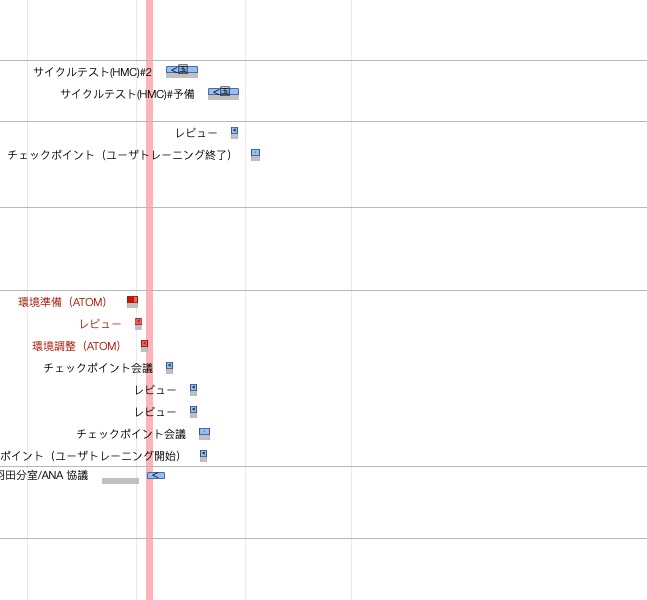 サイクルテスト(HMC)#2
サイクルテスト(HMC)#予備
レビュー
チェックポイント（ユーザトレーニング終了）
環境準備（ATOM）
レビュー
環境調整（ATOM）
チェックポイント会議
レビュー
レビュー
チェックポイント会議
ポイント（ユーザトレーニング開始）
羽田分室/ANA 協議